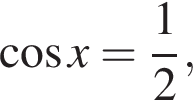 cos x = 1/2,